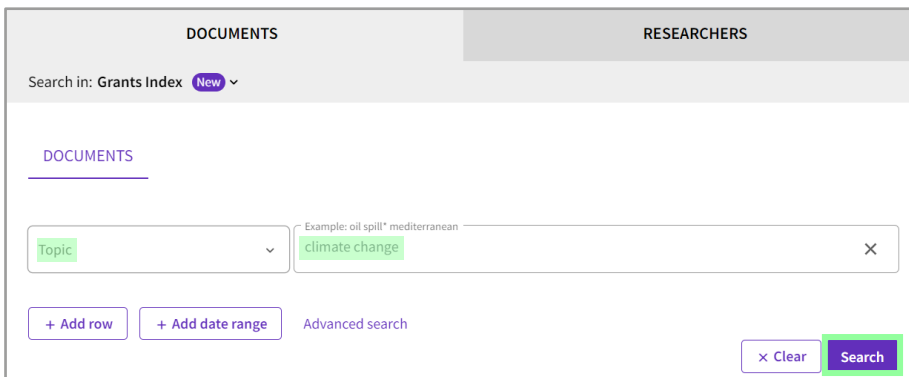 DOCUMENTS
RESEARCHERS
Search in: Grants Index New
DOCUMENTS
Topic
Example: oil spill* mediterranean
climate change
+ Add row
+ Add date range
Advanced search
× Clear
Search